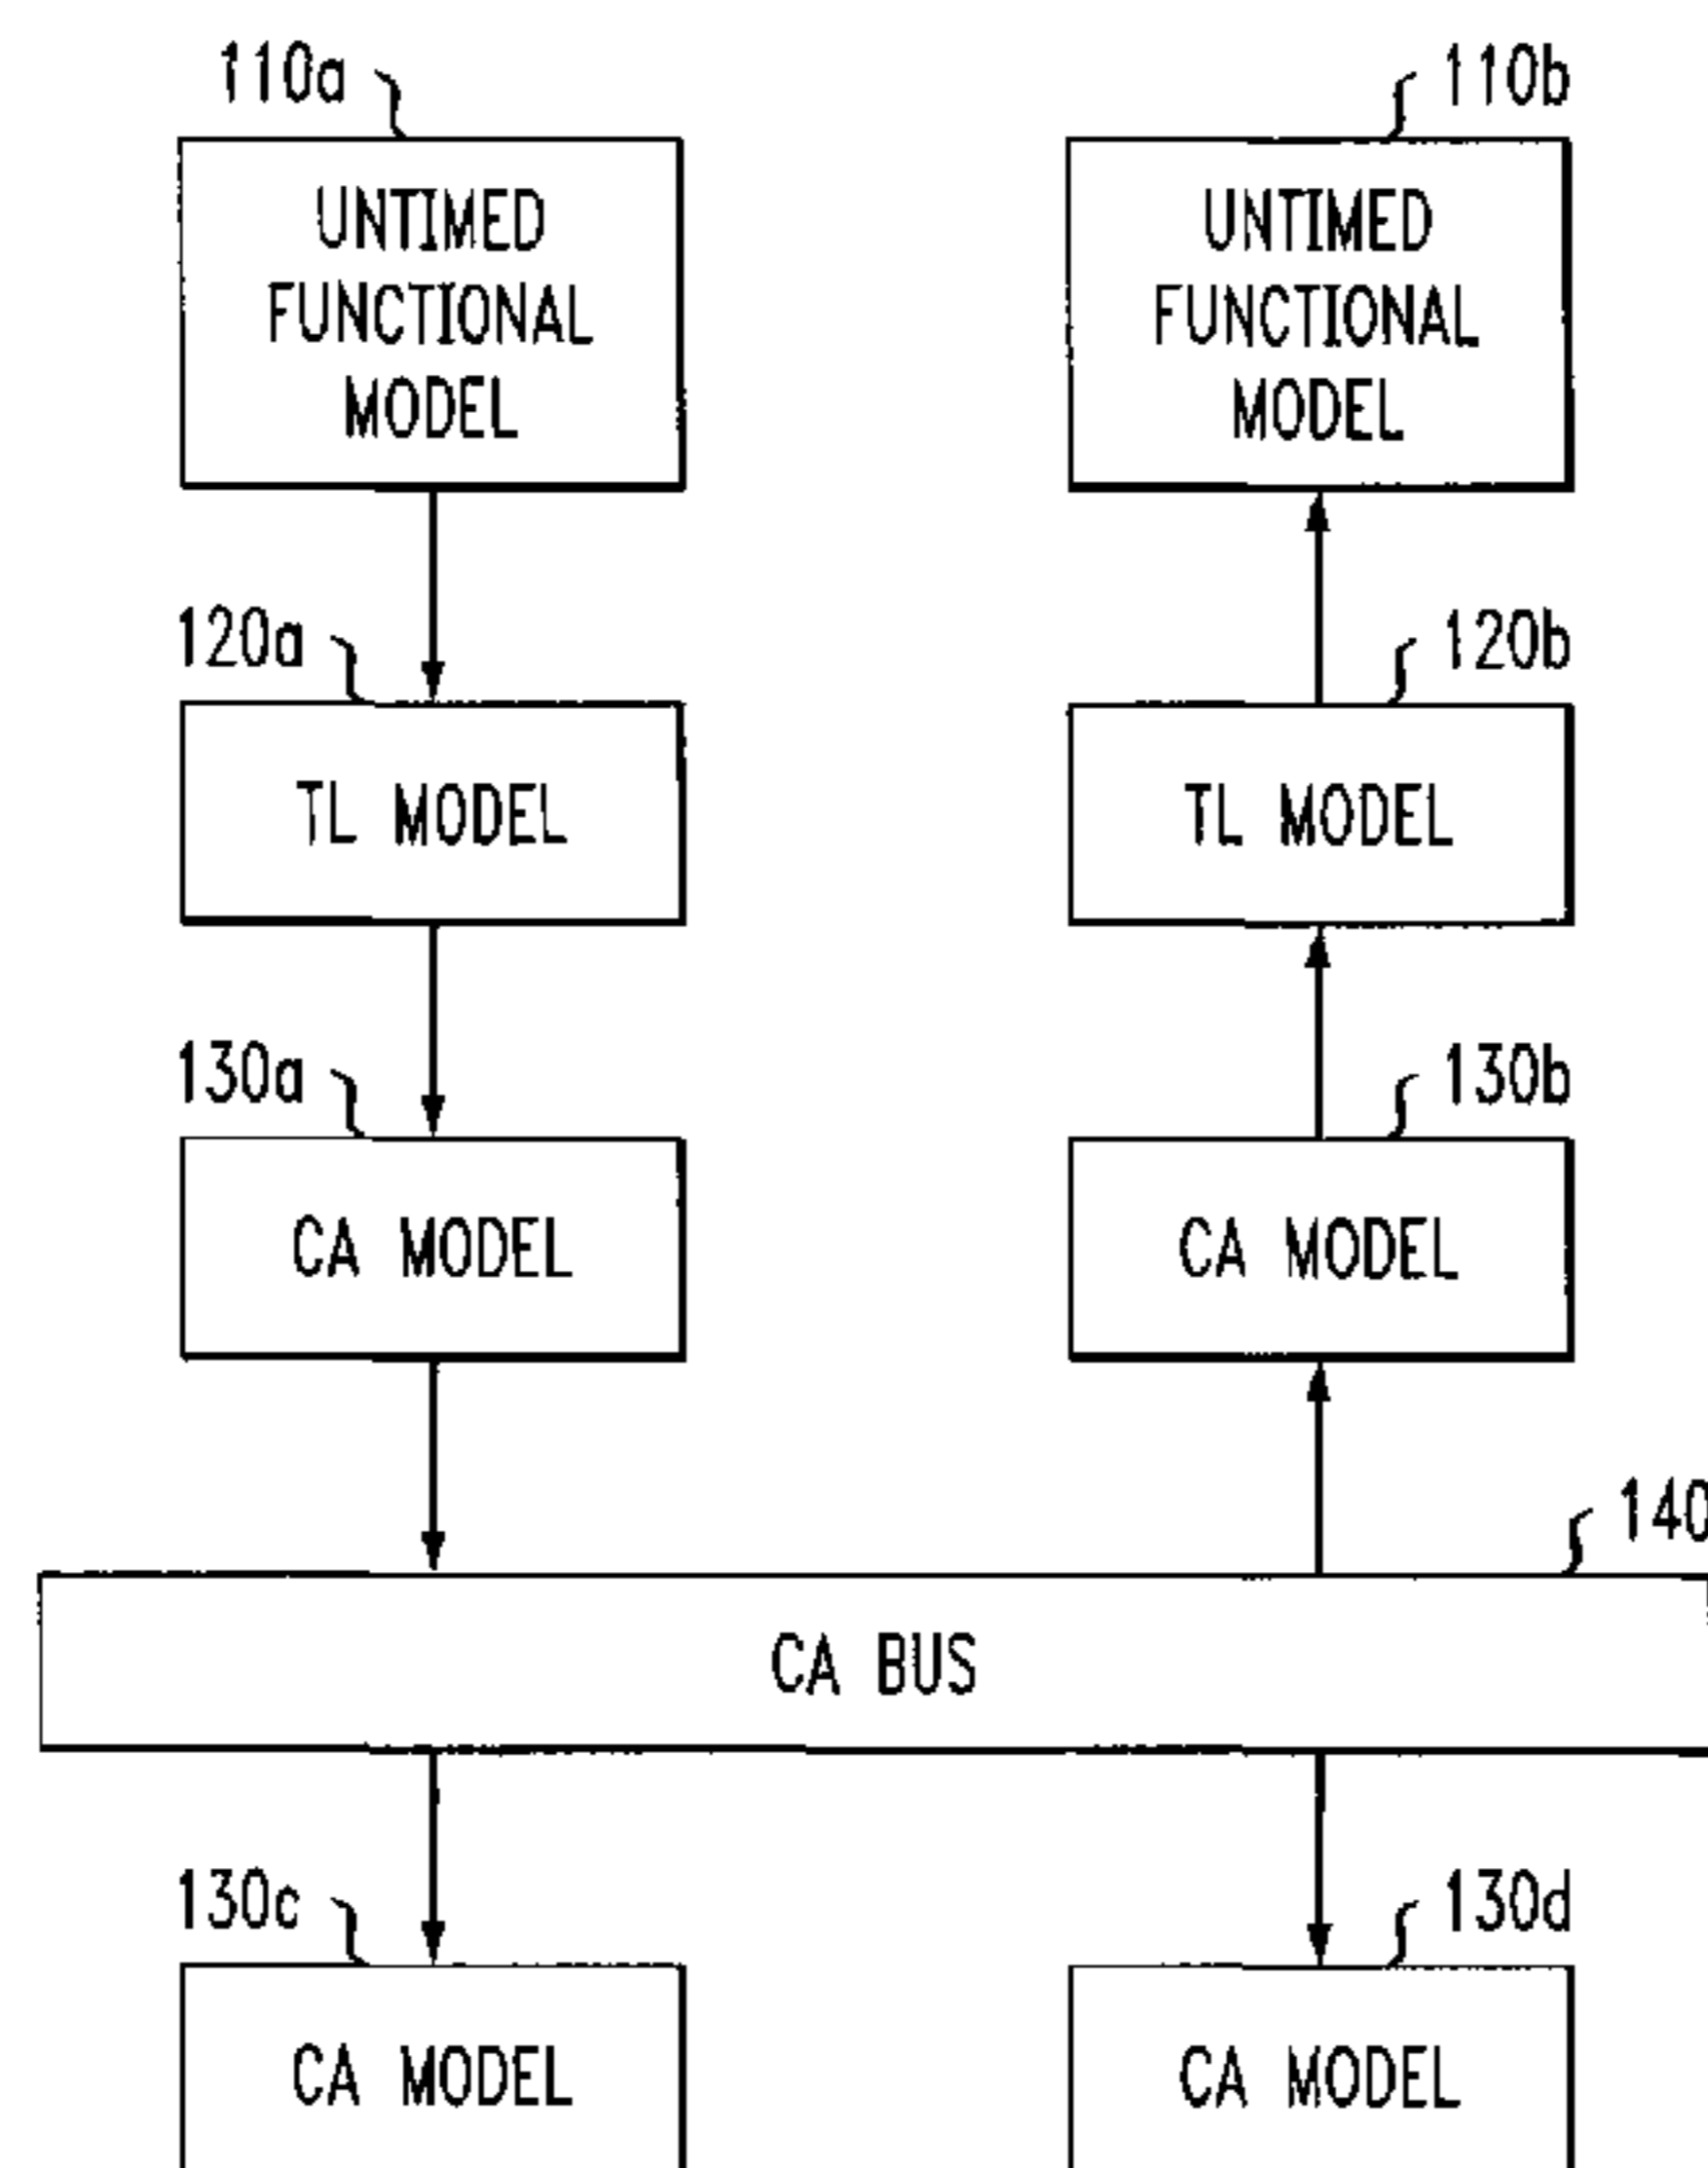 110a 110b
UNTIMED
FUNCTIONAL
MODEL
UNTIMED
FUNCTIONAL
MODEL
120a 120b
TL MODEL TL MODEL
130a 130b
CA MODEL CA MODEL
140
CA BUS
130c 130d
CA MODEL CA MODEL